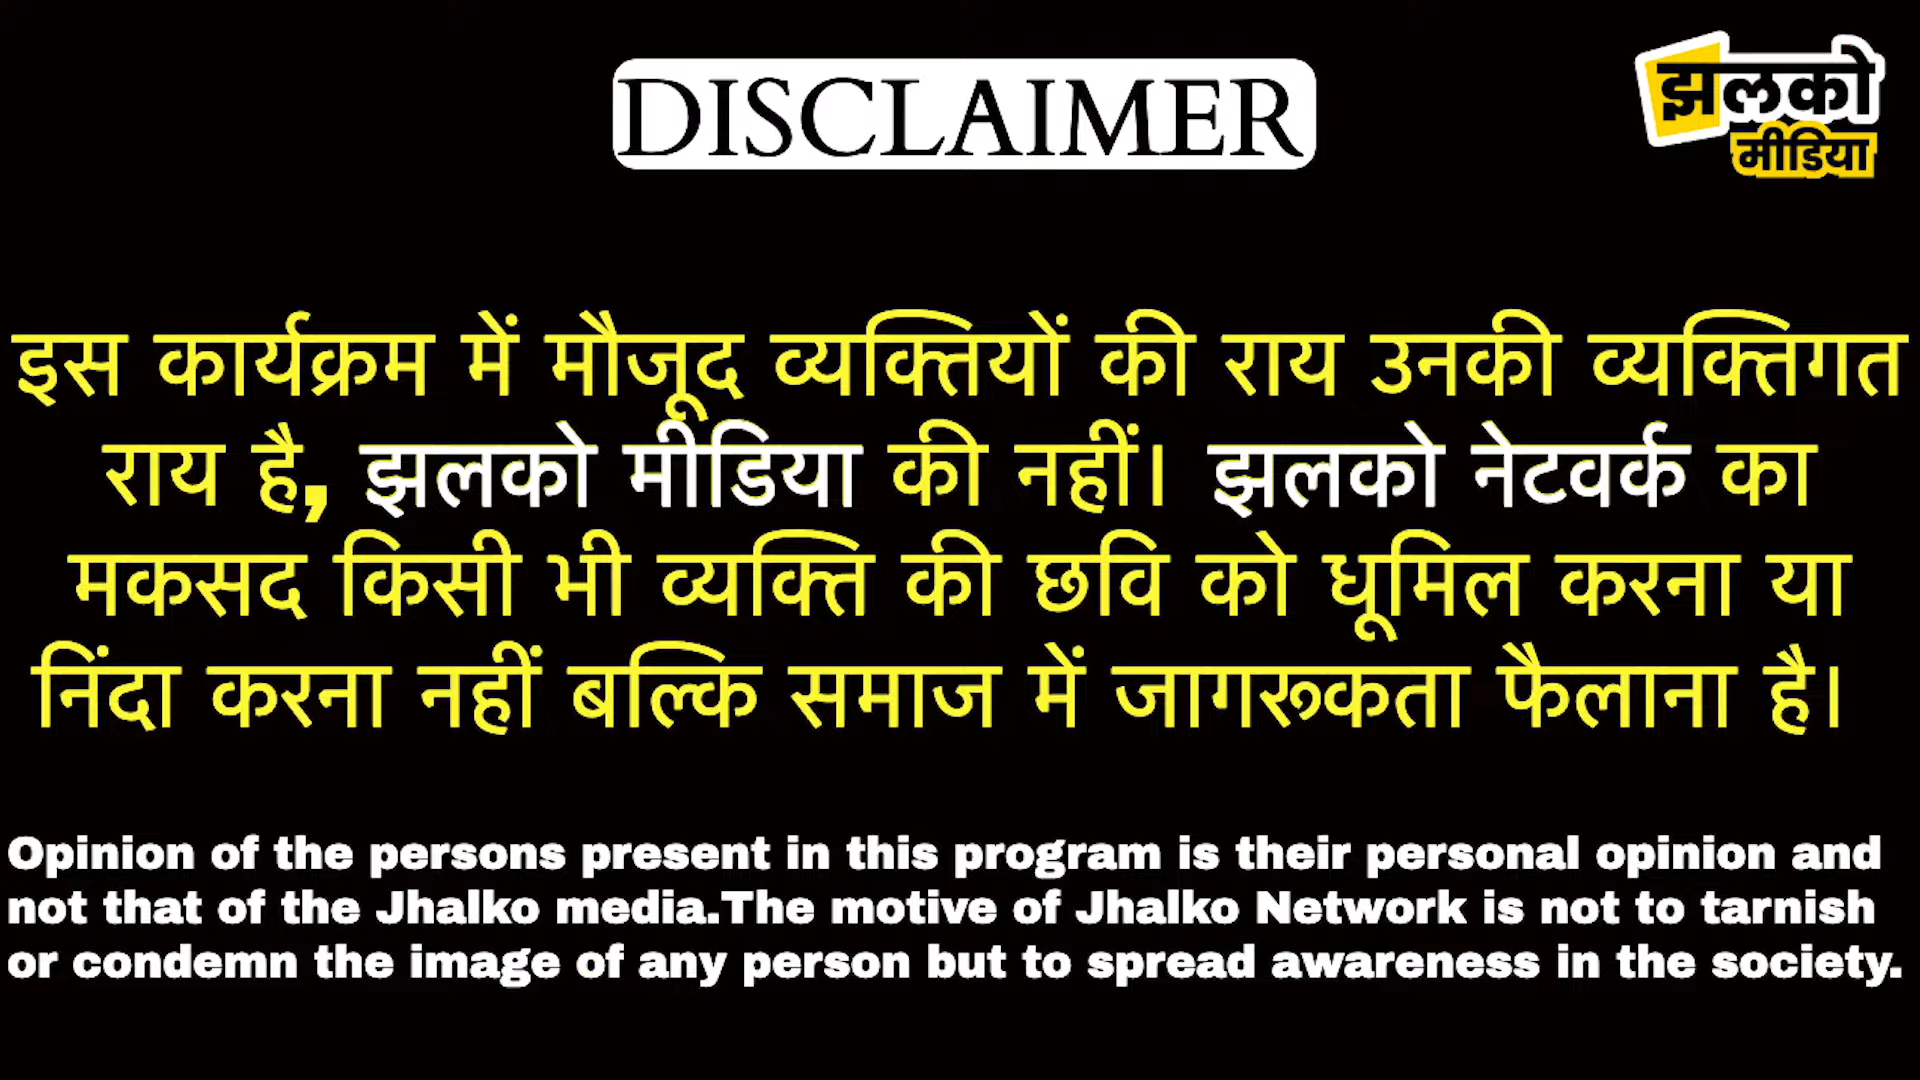 DISCLAIMER
झलको
मीडिया
इस कार्यक्रम में मौजूद व्यक्तियों की राय उनकी व्यक्तिगत
राय है, झलको मीडिया की नहीं। झलको नेटवर्क का
मकसद किसी भी व्यक्ति की छवि को धूमिल करना या
निंदा करना नहीं बल्कि समाज में जागरूकता फैलाना है।
Opinion of the persons present in this program is their personal opinion and
not that of the Jhalko media.The motive of Jhalko Network is not to tarnish
or condemn the image of any person but to spread awareness in the society.